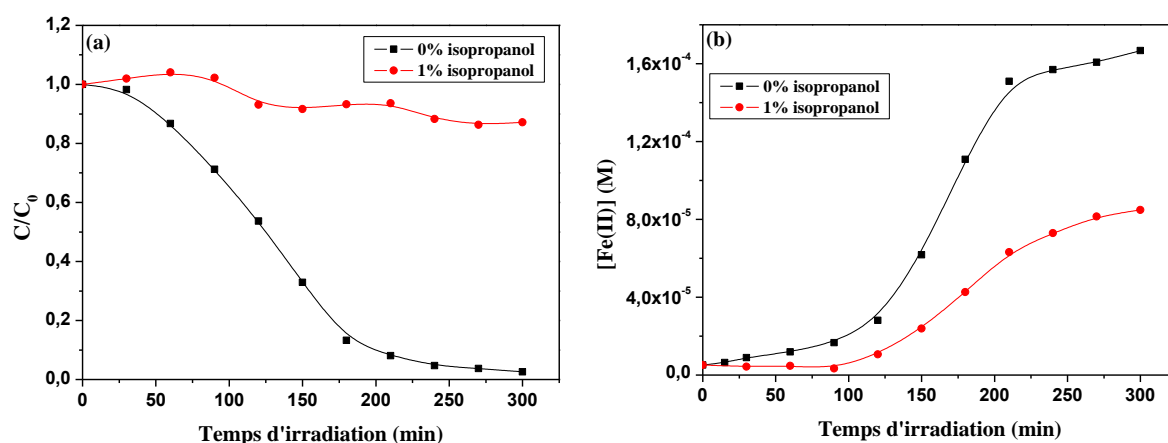 (a)
0% isopropanol
1% isopropanol
C/C0
1,2
1,0
0,8
0,6
0,4
0,2
0,0
0 50 100 150 200 250 300
Temps d'irradiation (min)
(b)
0% isopropanol
1% isopropanol
[Fe(II)] (M)
1,6x10-4
1,2x10-4
8,0x10-5
4,0x10-5
0,0
0 50 100 150 200 250 300
Temps d'irradiation (min)